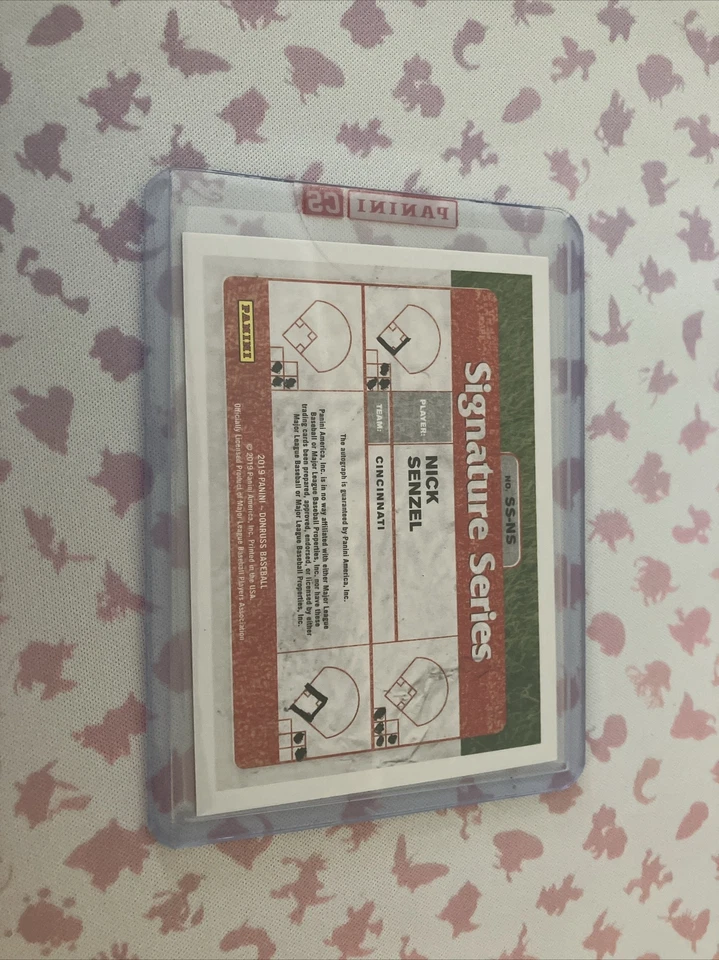 PANINI CS
NO. SS-NS
Signature Series
PLAYER:
NICK
SENZEL
TEAM:
CINCINNATI
The autograph is guaranteed by Panini America, Inc.
Panini America, Inc. is in no way affiliated with either Major League
Baseball or Major League Baseball Properties, Inc. nor have these
trading cards been prepared, approved, endorsed, or licensed by either
Major League Baseball or Major League Baseball Properties, Inc.
PANINI
2019 PANINI – DONRUSS BASEBALL
© 2019 Panini America, Inc. Printed in the USA.
Officially Licensed Product of Major League Baseball Players Association